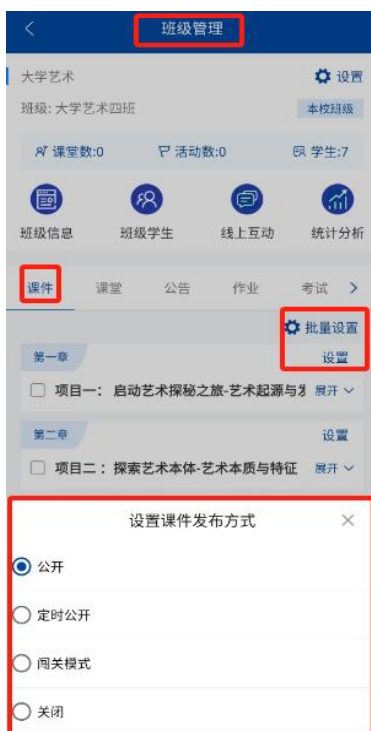 班级管理
大学艺术 设置
班级: 大学艺术四班 本校班级
课堂数:0 活动数:0 学生:7
班级信息 班级学生 线上互动 统计分析
课件 课堂 公告 作业 考试
批量设置
第一章 设置
项目一： 启动艺术探秘之旅-艺术起源与 展开
第二章 设置
项目二：探索艺术本体-艺术本质与特征 展开
设置课件发布方式
公开
定时公开
闯关模式
关闭